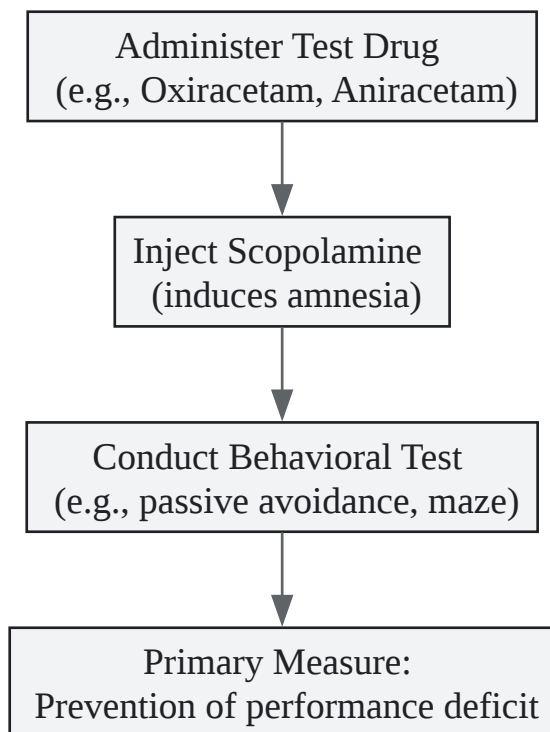 Administer Test Drug
(e.g., Oxiracetam, Aniracetam)
Inject Scopolamine
(induces amnesia)
Conduct Behavioral Test
(e.g., passive avoidance, maze)
Primary Measure:
Prevention of performance deficit